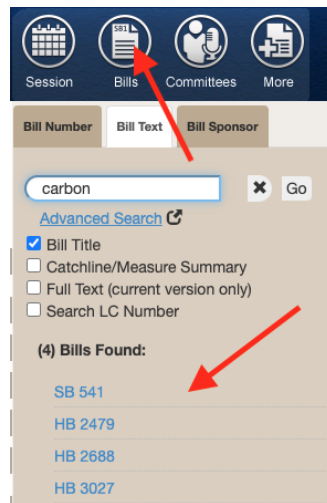 SB1
Session Bills Committees More
Bill Number Bill Text Bill Sponsor
carbon Go
Advanced Search
Bill Title
Catchline/Measure Summary
Full Text (current version only)
Search LC Number
(4) Bills Found:
SB 541
HB 2479
HB 2688
HB 3027